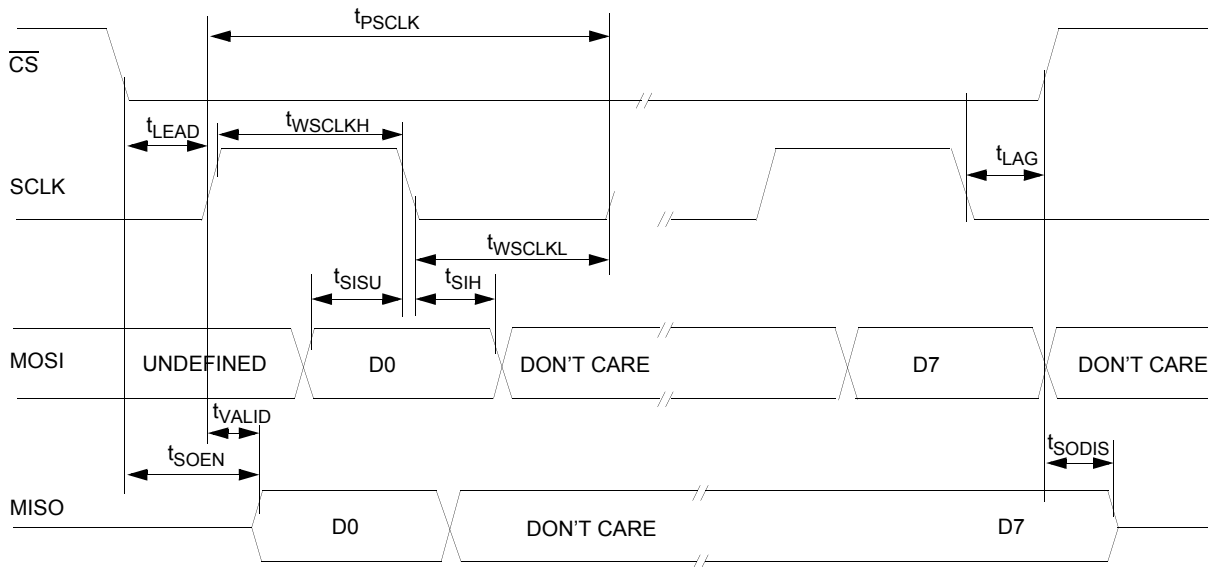 tPSCLK
CS
tLEAD
tWSCLKH
tLAG
SCLK
tWSCLKL
tSISU
tSIH
MOSI
UNDEFINED
D0
DON'T CARE
D7
DON'T CARE
tVALID
tSOEN
tSODIS
MISO
D0
DON'T CARE
D7